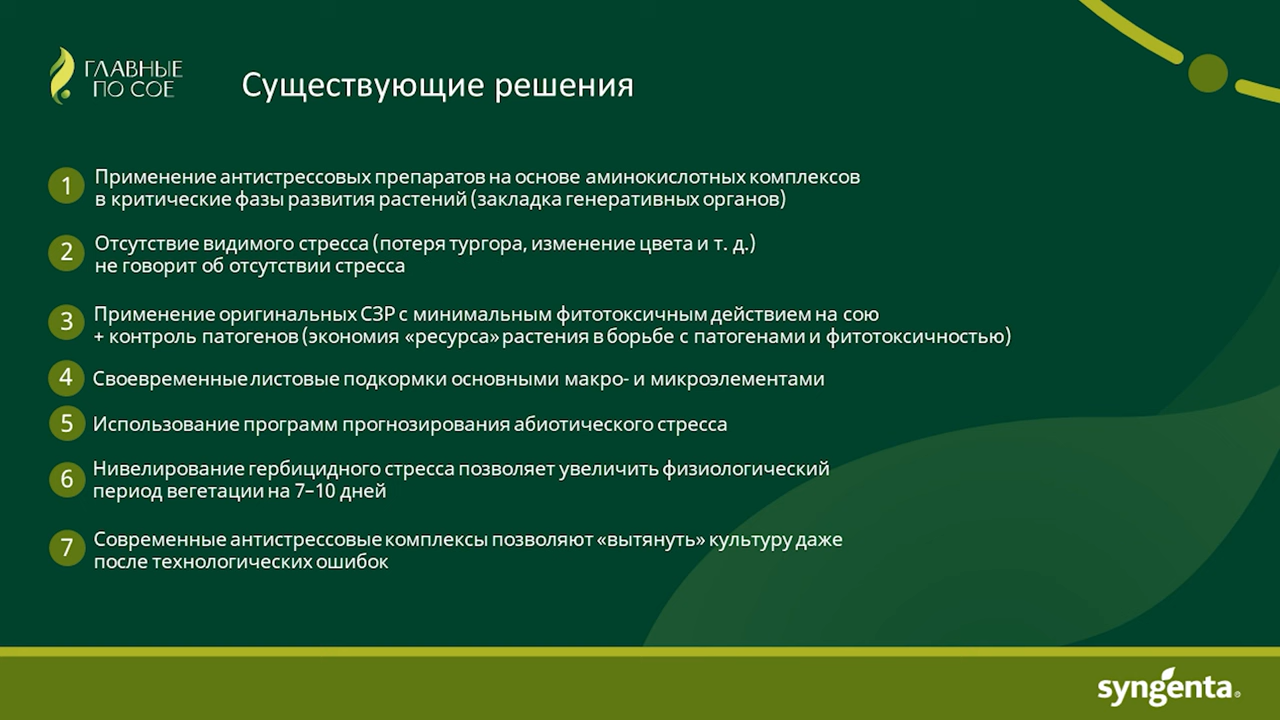 ГЛАВНЫЕ
ПО СОЕ
Существующие решения
1
Применение антистрессовых препаратов на основе аминокислотных комплексов
в критические фазы развития растений (закладка генеративных органов)
2
Отсутствие видимого стресса (потеря тургора, изменение цвета и т. д.)
не говорит об отсутствии стресса
3
Применение оригинальных СЗР с минимальным фитотоксичным действием на сою
+ контроль патогенов (экономия «ресурса» растения в борьбе с патогенами и фитотоксичностью)
4
Своевременные листовые подкормки основными макро- и микроэлементами
5
Использование программ прогнозирования абиотического стресса
6
Нивелирование гербицидного стресса позволяет увеличить физиологический
период вегетации на 7–10 дней
7
Современные антистрессовые комплексы позволяют «вытянуть» культуру даже
после технологических ошибок
syngenta®